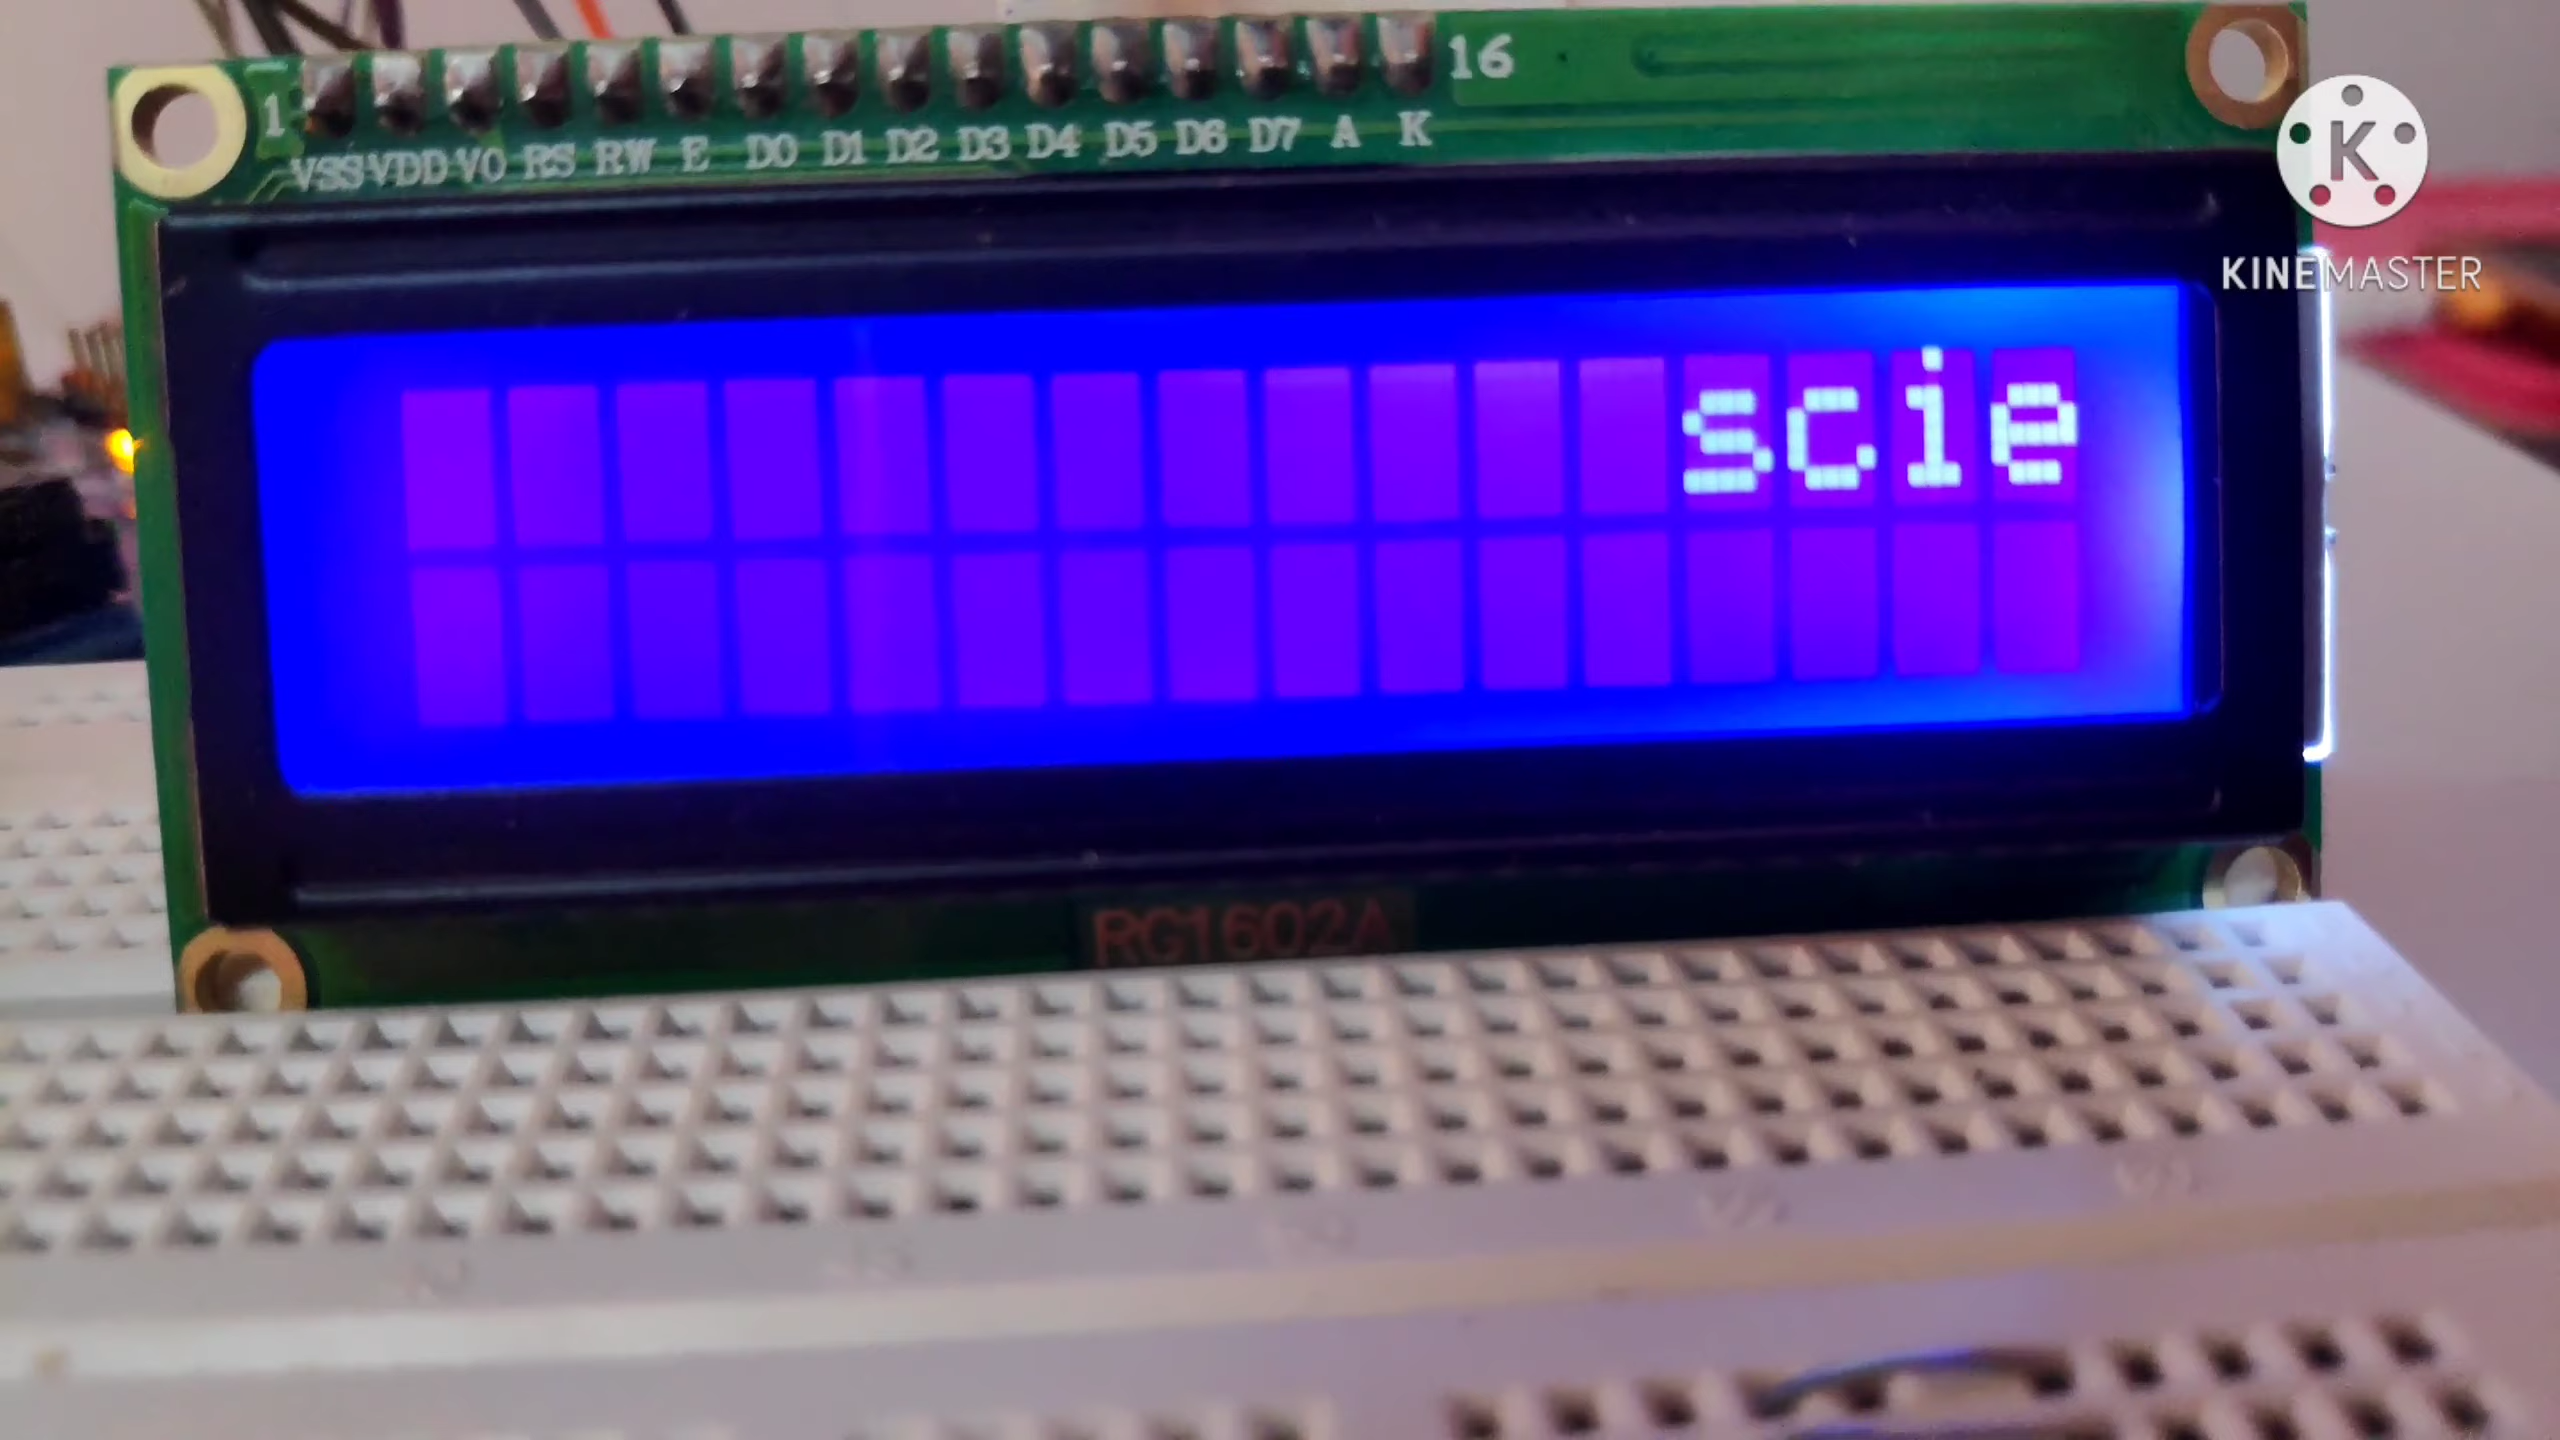 1 16
VSS VDD VO RS RW E D0 D1 D2 D3 D4 D5 D6 D7 A K
K
KINEMASTER
scie
RG1602A